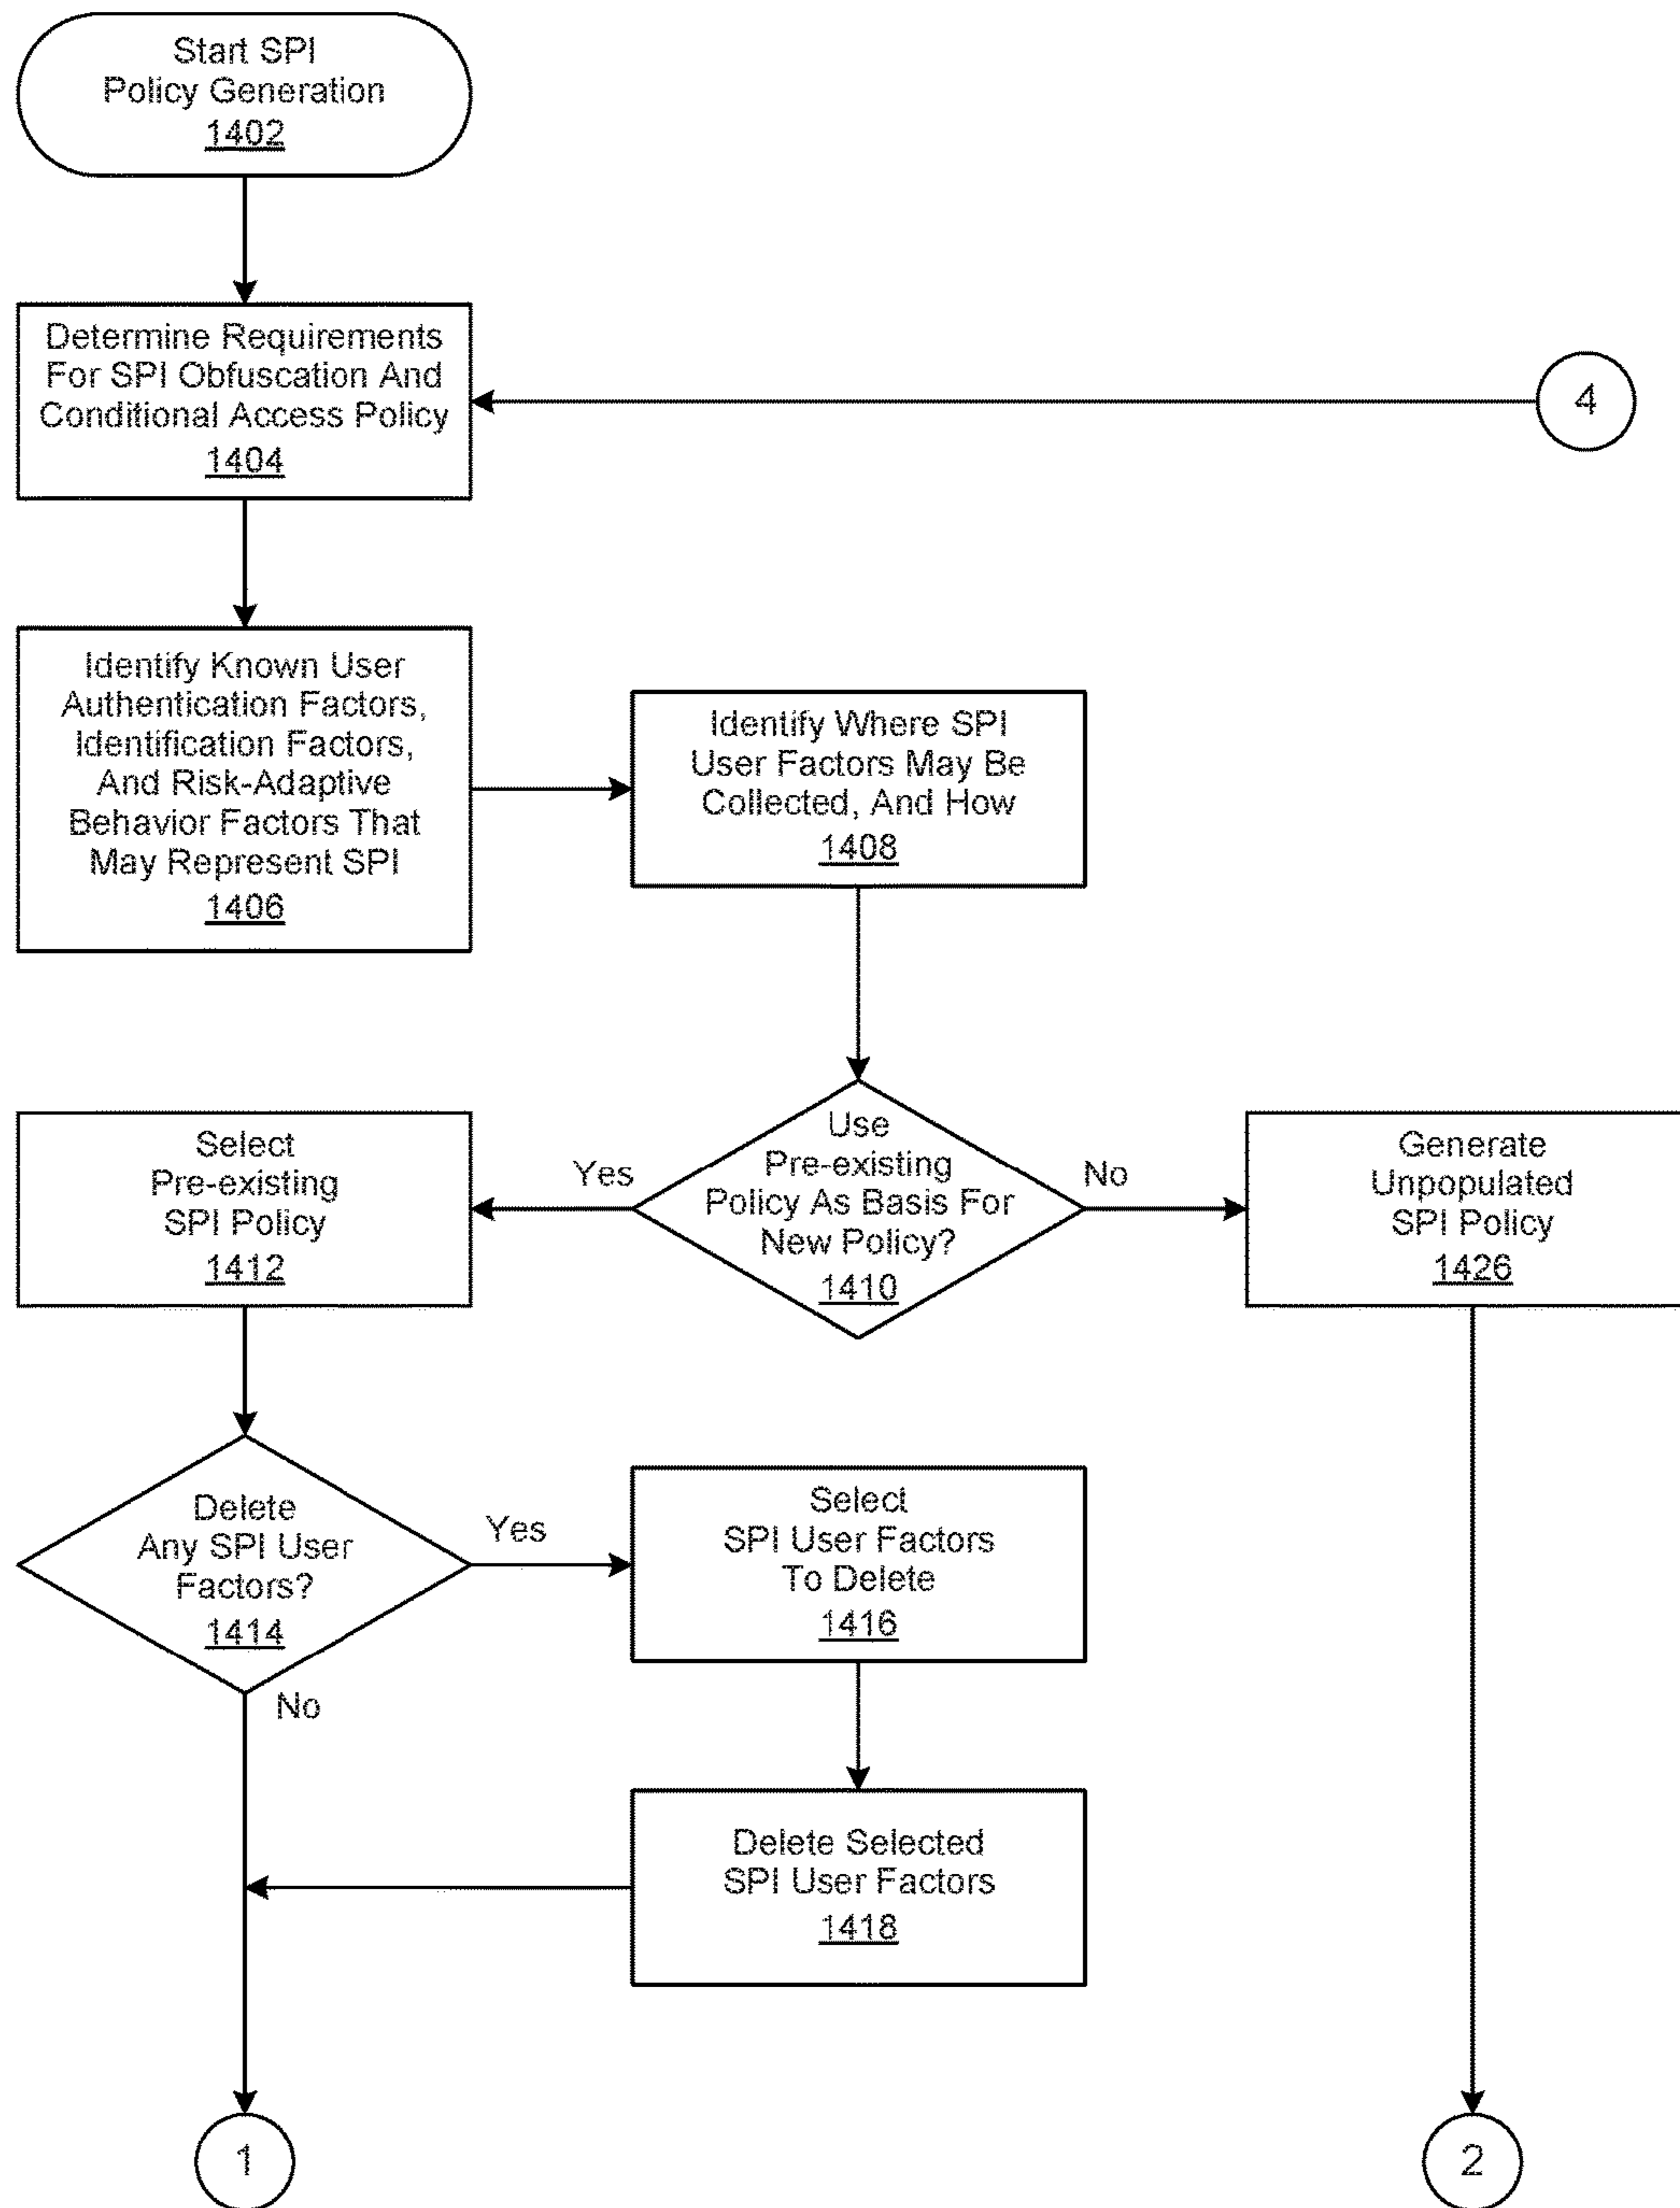 Start SPI
Policy Generation
1402
Determine Requirements
For SPI Obfuscation And
Conditional Access Policy
1404
4
Identify Known User
Authentication Factors,
Identification Factors,
And Risk-Adaptive
Behavior Factors That
May Represent SPI
1406
Identify Where SPI
User Factors May Be
Collected, And How
1408
Use
Pre-existing
Policy As Basis For
New Policy?
1410
Yes
No
Select
Pre-existing
SPI Policy
1412
Generate
Unpopulated
SPI Policy
1426
Delete
Any SPI User
Factors?
1414
Yes
No
Select
SPI User Factors
To Delete
1416
Delete Selected
SPI User Factors
1418
1
2